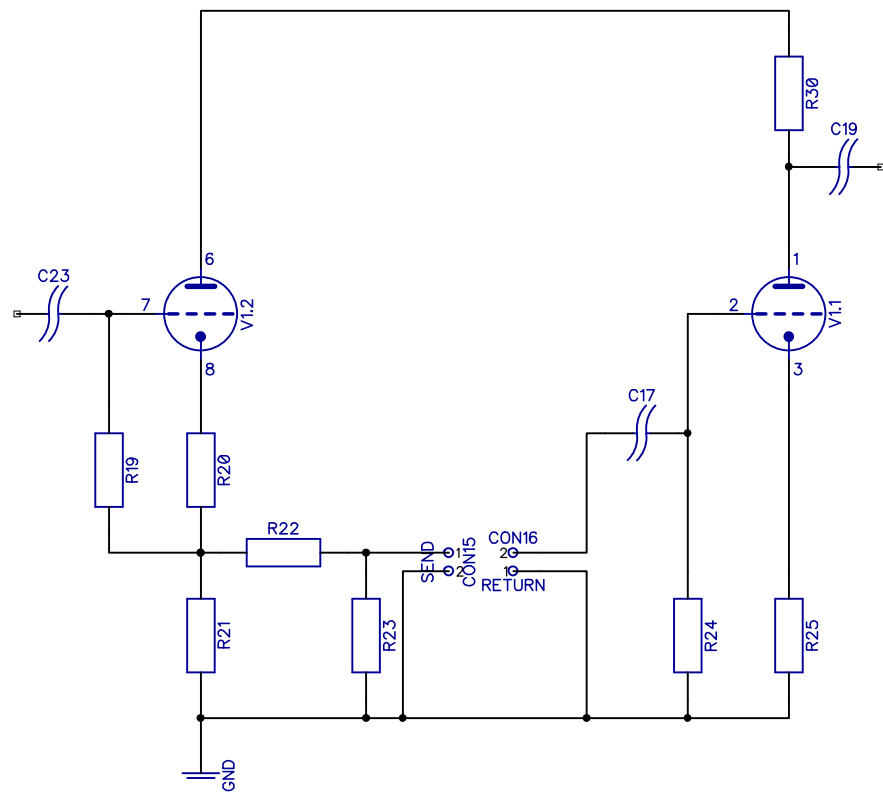 R30
C19
6
1
C23
7
V1.2
2
V1.1
8
3
C17
R19
R20
R22
SEND
1
2
CON15
CON16
2
1
RETURN
R21
R23
R24
R25
GND